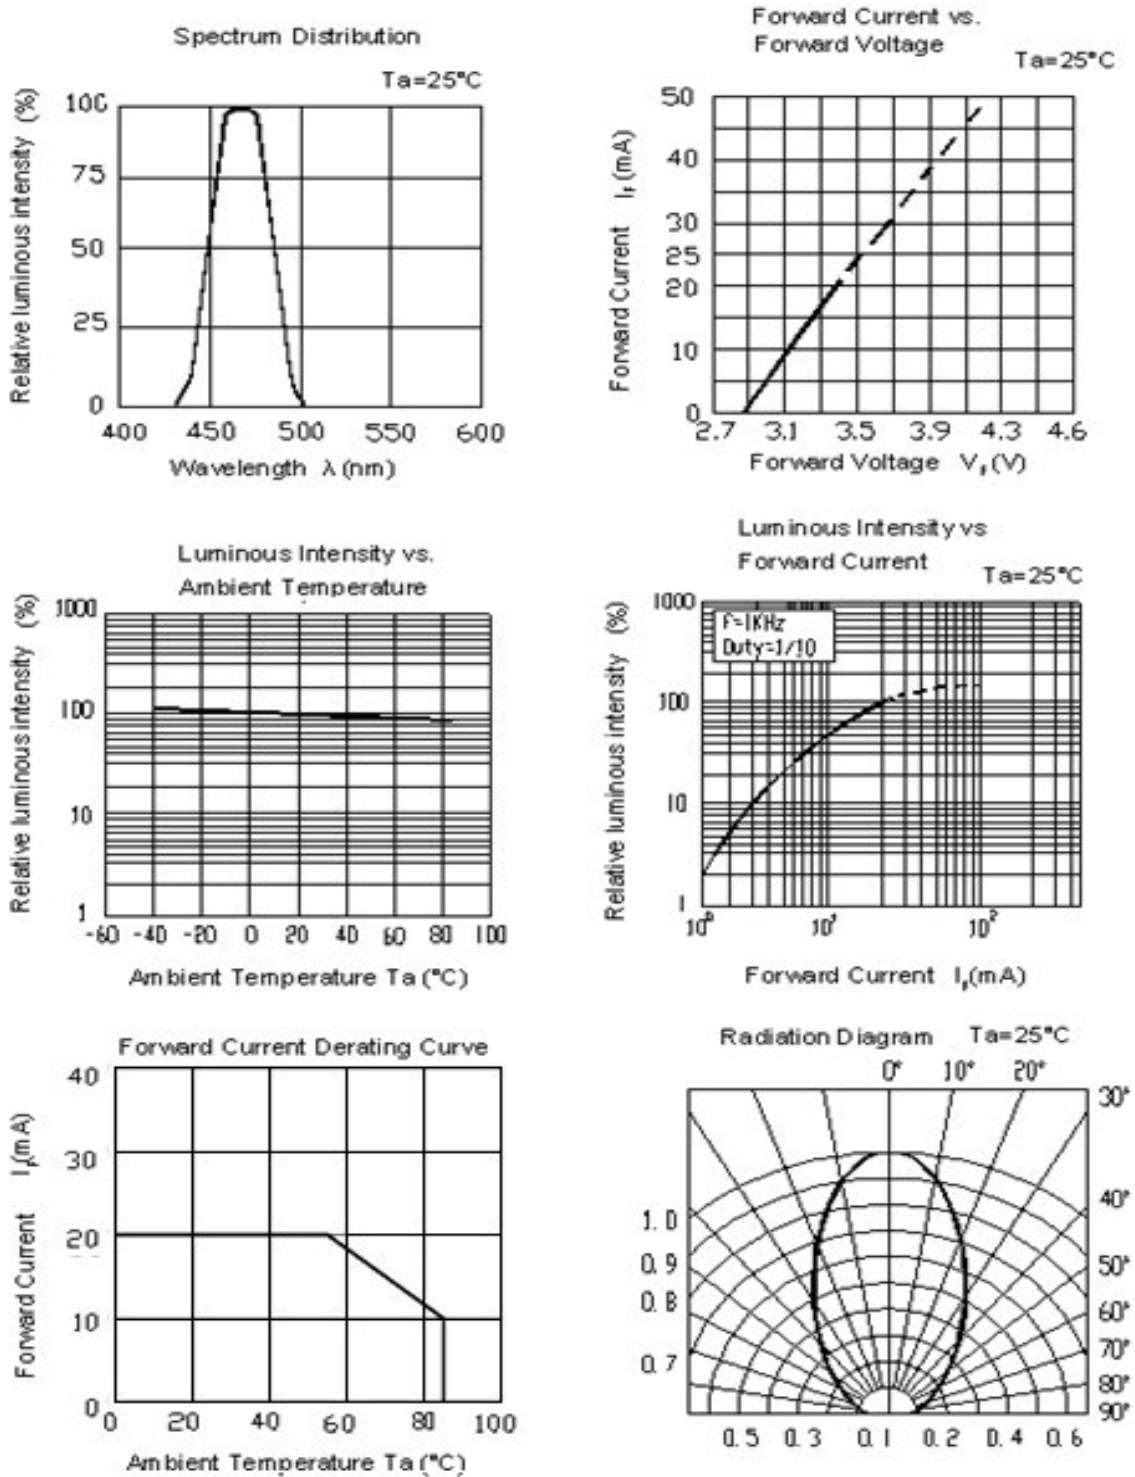 Spectrum Distribution
Ta=25°C
Relative luminous intensity (%)
100
75
50
25
0
400 450 500 550 600
Wavelength λ (nm)
Forward Current vs.
Forward Voltage
Ta=25°C
Forward Current IF (mA)
50
40
30
25
20
10
0
2.7 3.1 3.5 3.9 4.3 4.6
Forward Voltage VF (V)
Luminous Intensity vs.
Ambient Temperature
Relative luminous intensity (%)
1000
100
10
1
-60 -40 -20 0 20 40 60 80 100
Ambient Temperature Ta (°C)
Luminous Intensity vs
Forward Current
Ta=25°C
Relative luminous intensity (%)
1000
F=1KHz
Duty=1/10
100
10
1
10⁰ 10¹ 10²
Forward Current IF (mA)
Forward Current Derating Curve
Forward Current IF (mA)
40
30
20
10
0
0 20 40 60 80 100
Ambient Temperature Ta (°C)
Radiation Diagram Ta=25°C
0° 10° 20°
30°
40°
1.0
50°
0.9
0.8
60°
70°
0.7
80°
90°
0.5 0.3 0.1 0.2 0.4 0.6